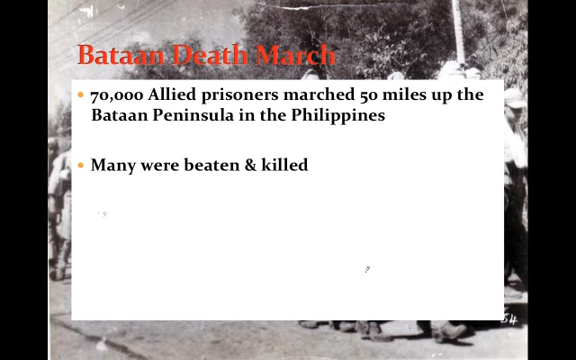 Bataan Death March
• 70,000 Allied prisoners marched 50 miles up the
Bataan Peninsula in the Philippines
• Many were beaten & killed
54